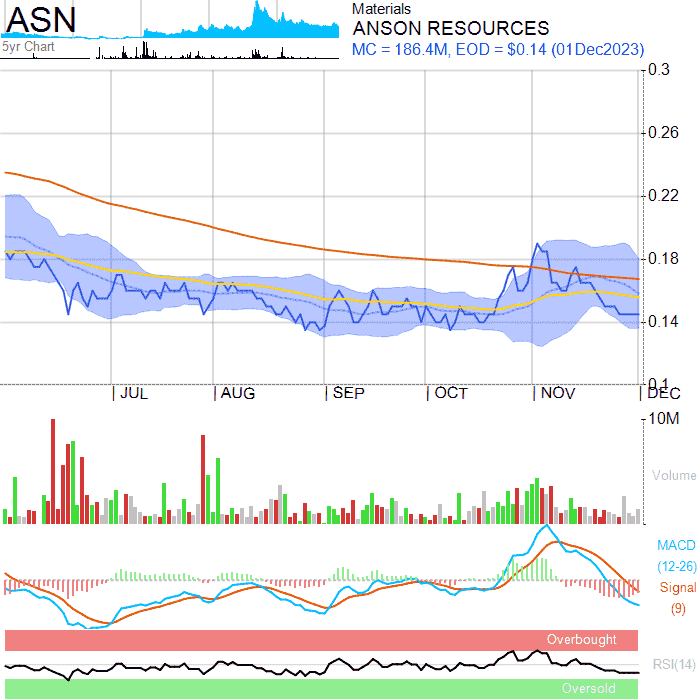 ASN
5yr Chart
Materials
ANSON RESOURCES
MC = 186.4M, EOD = $0.14 (01Dec2023)
0.3
0.26
0.22
0.18
0.14
0.1
JUL AUG SEP OCT NOV DEC
10M
Volume
MACD
(12-26)
Signal
(9)
Overbought
RSI(14)
Oversold